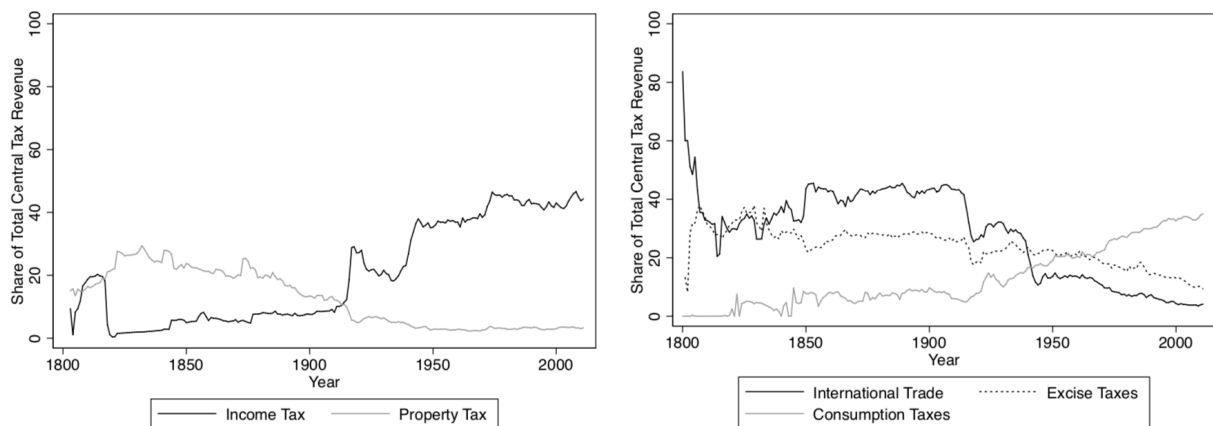 Share of Total Central Tax Revenue
100
80
60
40
20
0
1800 1850 1900 1950 2000
Year
Income Tax Property Tax
Share of Total Central Tax Revenue
100
80
60
40
20
0
1800 1850 1900 1950 2000
Year
International Trade Excise Taxes
Consumption Taxes